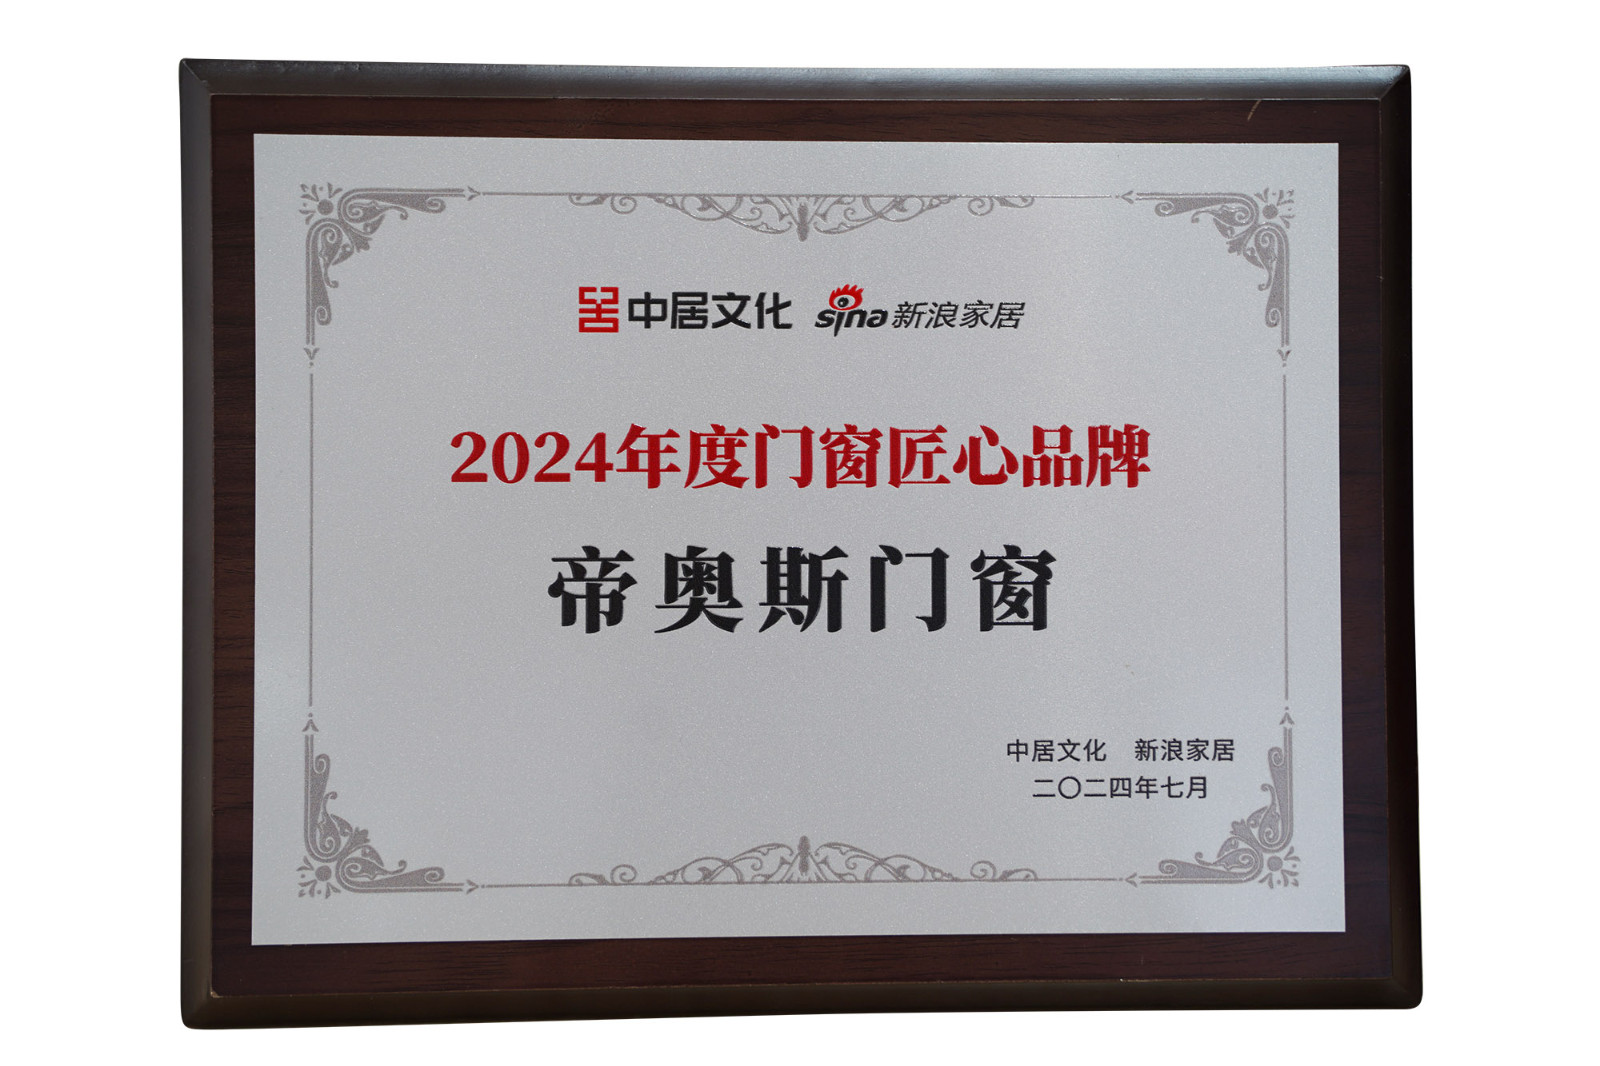 中居文化 sina新浪家居
2024年度门窗匠心品牌
帝奥斯门窗
中居文化 新浪家居
二〇二四年七月